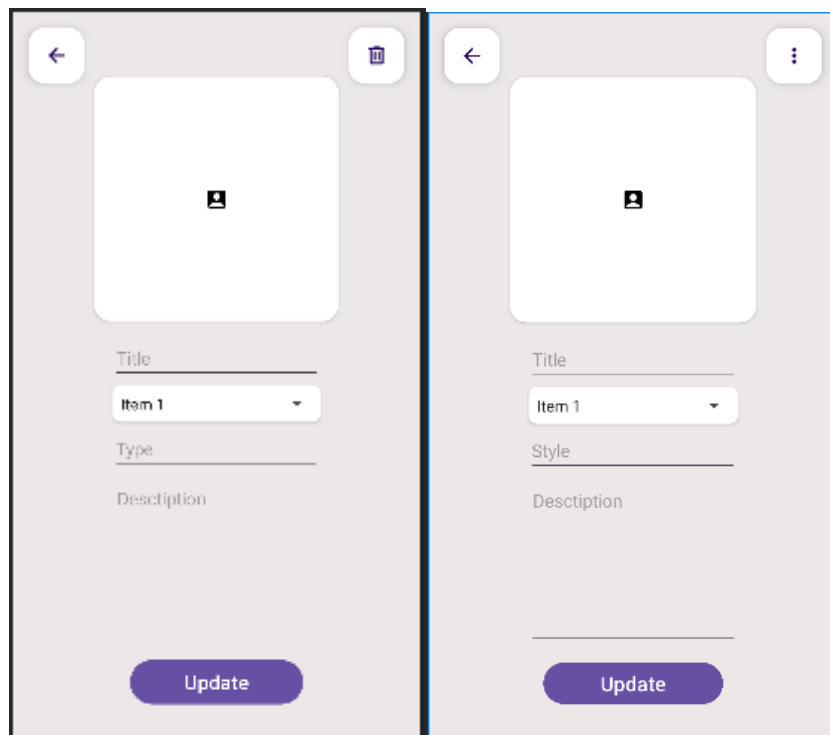 Title
Item 1
Type
Desctiption
Update
Title
Item 1
Style
Desctiption
Update